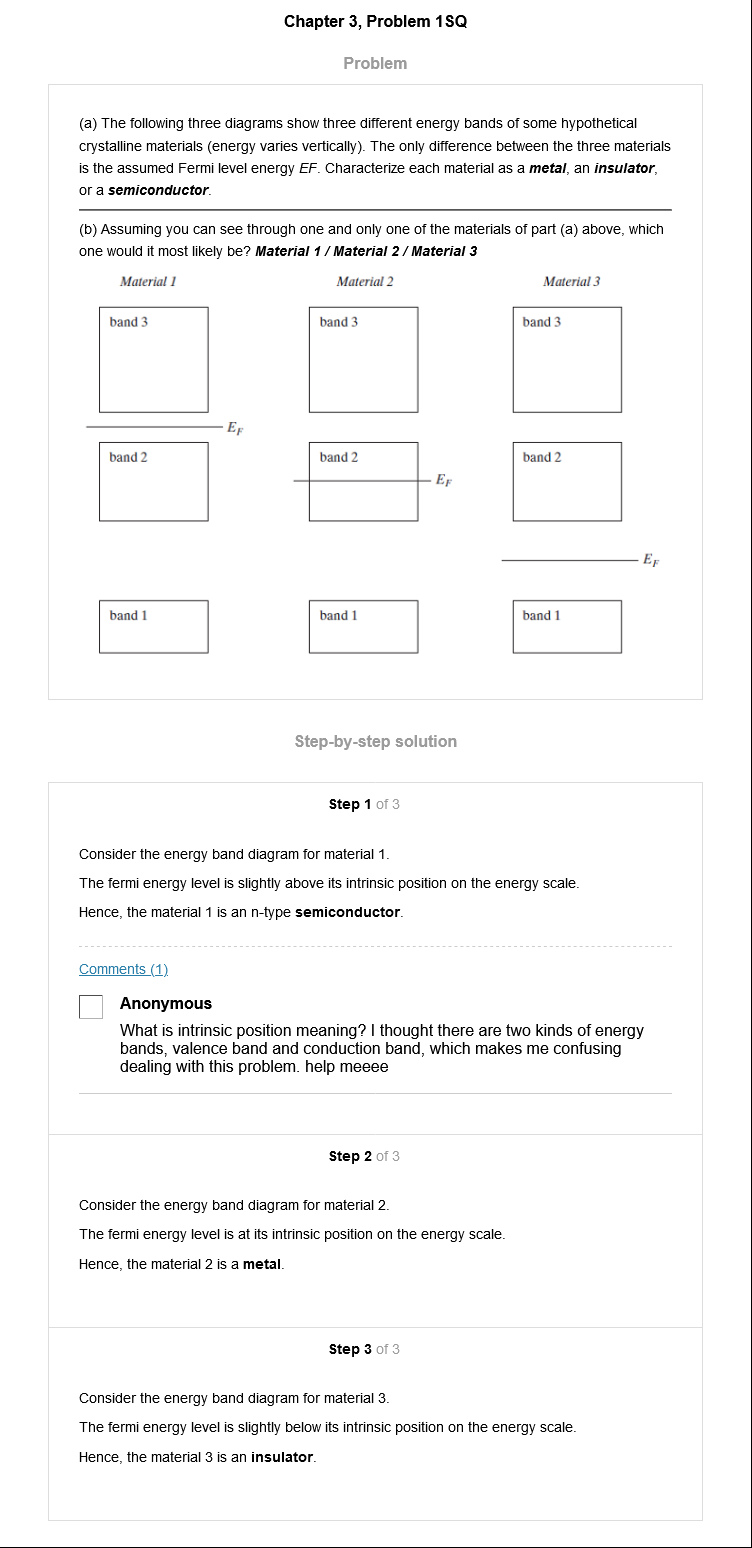 Chapter 3, Problem 1SQ
Problem
(a) The following three diagrams show three different energy bands of some hypothetical
crystalline materials (energy varies vertically). The only difference between the three materials
is the assumed Fermi level energy EF. Characterize each material as a metal, an insulator,
or a semiconductor.
(b) Assuming you can see through one and only one of the materials of part (a) above, which
one would it most likely be? Material 1 / Material 2 / Material 3
Material 1
Material 2
Material 3
band 3
band 3
band 3
EF
band 2
band 2
band 2
EF
EF
band 1
band 1
band 1
Step-by-step solution
Step 1 of 3
Consider the energy band diagram for material 1.
The fermi energy level is slightly above its intrinsic position on the energy scale.
Hence, the material 1 is an n-type semiconductor.
Comments (1)
Anonymous
What is intrinsic position meaning? I thought there are two kinds of energy
bands, valence band and conduction band, which makes me confusing
dealing with this problem. help meeee
Step 2 of 3
Consider the energy band diagram for material 2.
The fermi energy level is at its intrinsic position on the energy scale.
Hence, the material 2 is a metal.
Step 3 of 3
Consider the energy band diagram for material 3.
The fermi energy level is slightly below its intrinsic position on the energy scale.
Hence, the material 3 is an insulator.